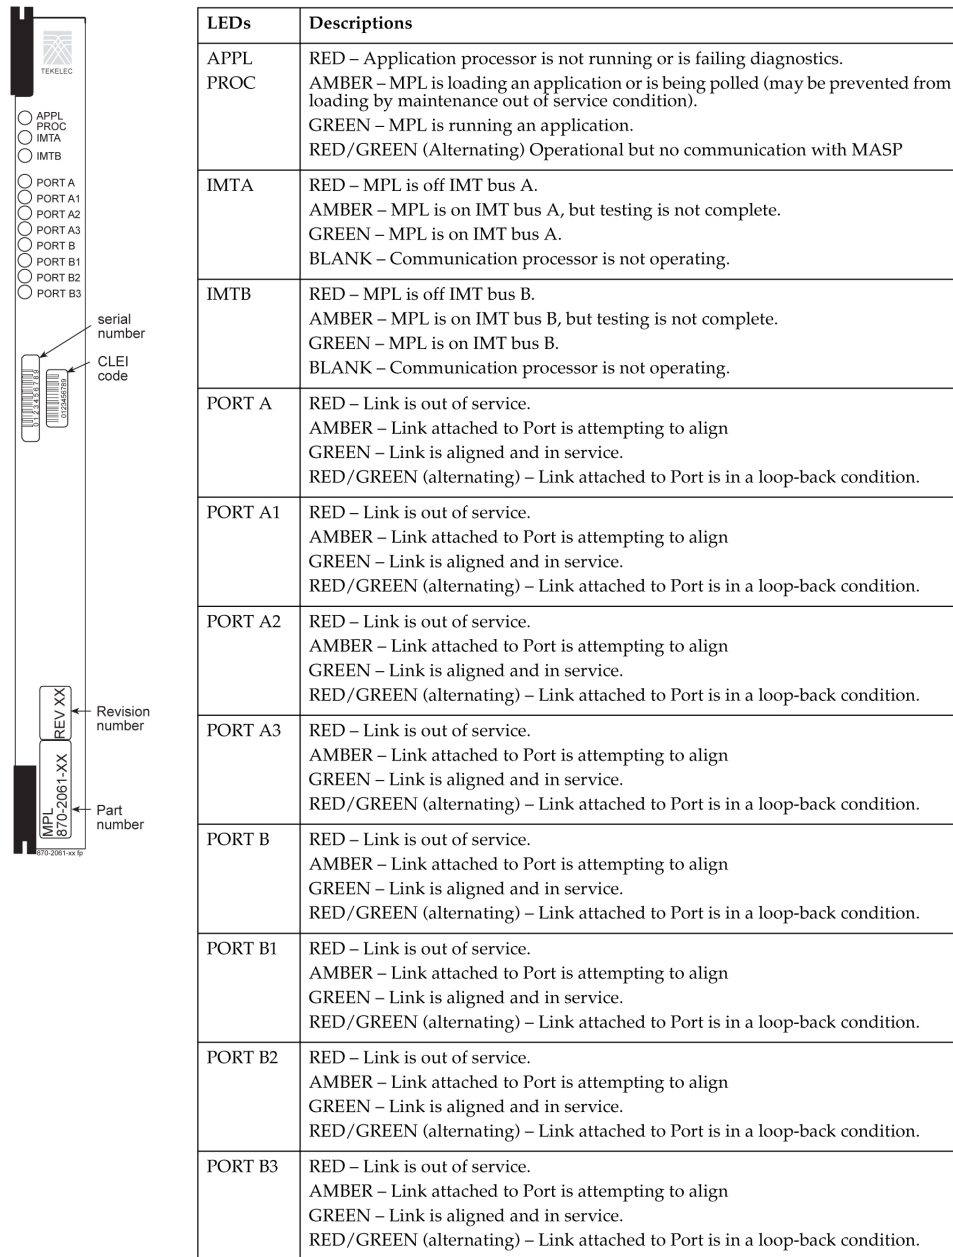 TEKELEC
APPL
PROC
IMTA
IMTB
PORT A
PORT A1
PORT A2
PORT A3
PORT B
PORT B1
PORT B2
PORT B3
serial
number
CLEI
code
0123456789
0123456789
REV XX
Revision
number
MPL
870-2061-XX
Part
number
870-2061-xx fp
LEDs Descriptions
APPL RED – Application processor is not running or is failing diagnostics.
PROC AMBER – MPL is loading an application or is being polled (may be prevented from
loading by maintenance out of service condition).
GREEN – MPL is running an application.
RED/GREEN (Alternating) Operational but no communication with MASP
IMTA RED – MPL is off IMT bus A.
AMBER – MPL is on IMT bus A, but testing is not complete.
GREEN – MPL is on IMT bus A.
BLANK – Communication processor is not operating.
IMTB RED – MPL is off IMT bus B.
AMBER – MPL is on IMT bus B, but testing is not complete.
GREEN – MPL is on IMT bus B.
BLANK – Communication processor is not operating.
PORT A RED – Link is out of service.
AMBER – Link attached to Port is attempting to align
GREEN – Link is aligned and in service.
RED/GREEN (alternating) – Link attached to Port is in a loop-back condition.
PORT A1 RED – Link is out of service.
AMBER – Link attached to Port is attempting to align
GREEN – Link is aligned and in service.
RED/GREEN (alternating) – Link attached to Port is in a loop-back condition.
PORT A2 RED – Link is out of service.
AMBER – Link attached to Port is attempting to align
GREEN – Link is aligned and in service.
RED/GREEN (alternating) – Link attached to Port is in a loop-back condition.
PORT A3 RED – Link is out of service.
AMBER – Link attached to Port is attempting to align
GREEN – Link is aligned and in service.
RED/GREEN (alternating) – Link attached to Port is in a loop-back condition.
PORT B RED – Link is out of service.
AMBER – Link attached to Port is attempting to align
GREEN – Link is aligned and in service.
RED/GREEN (alternating) – Link attached to Port is in a loop-back condition.
PORT B1 RED – Link is out of service.
AMBER – Link attached to Port is attempting to align
GREEN – Link is aligned and in service.
RED/GREEN (alternating) – Link attached to Port is in a loop-back condition.
PORT B2 RED – Link is out of service.
AMBER – Link attached to Port is attempting to align
GREEN – Link is aligned and in service.
RED/GREEN (alternating) – Link attached to Port is in a loop-back condition.
PORT B3 RED – Link is out of service.
AMBER – Link attached to Port is attempting to align
GREEN – Link is aligned and in service.
RED/GREEN (alternating) – Link attached to Port is in a loop-back condition.